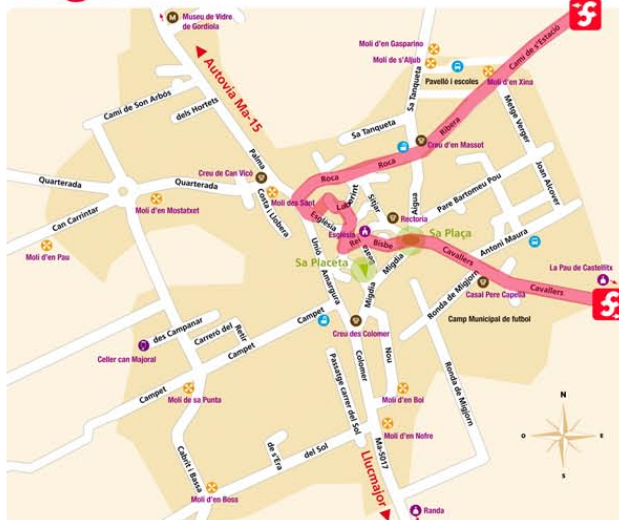 Museu de Vidre
de Gordiola
Autovia Ma-15
Molí d'en Gasparino
Molí de s'Aljub
Pavelló i escoles
Molí d'en Xina
Camí de s'Estació
Sa Tanqueta
Metge Verger
Camí de Son Arbós
dels Hortets
Sa Tanqueta
Ribera
Creu d'en Massot
Joan Alcover
Palma
Roca
Roca
Creu de Can Vicó
Quarterada
Quarterada
Molí des Sant
Costa i Llobera
Laberint
Sitjar
Aigua
Pare Bartomeu Pou
Rectoria
Molí d'en Mostatxet
Can Carrintar
Església
Església
Rei
Bisbe
Sa Plaça
Antoni Maura
Molí d'en Pau
Unió
Sa Placeta
Migdia
Cavallers
La Pau de Castellitx
Amargura
Migdia
Ronda de Migjorn
Casal Pere Capellà
Cavallers
Campet
Creu des Colomer
Camp Municipal de futbol
des Campanar
Carreró del
Retir
Campet
Celler can Majoral
Campet
Passatge carrer del Sol
Colomer
Nou
Ronda de Migjorn
Molí de sa Punta
Molí d'en Boi
Cabrit i Bassa
de s'Era
del Sol
Molí d'en Nofre
Ma-5017
Llucmajor
Molí d'en Boss
Randa
N
O
E
S